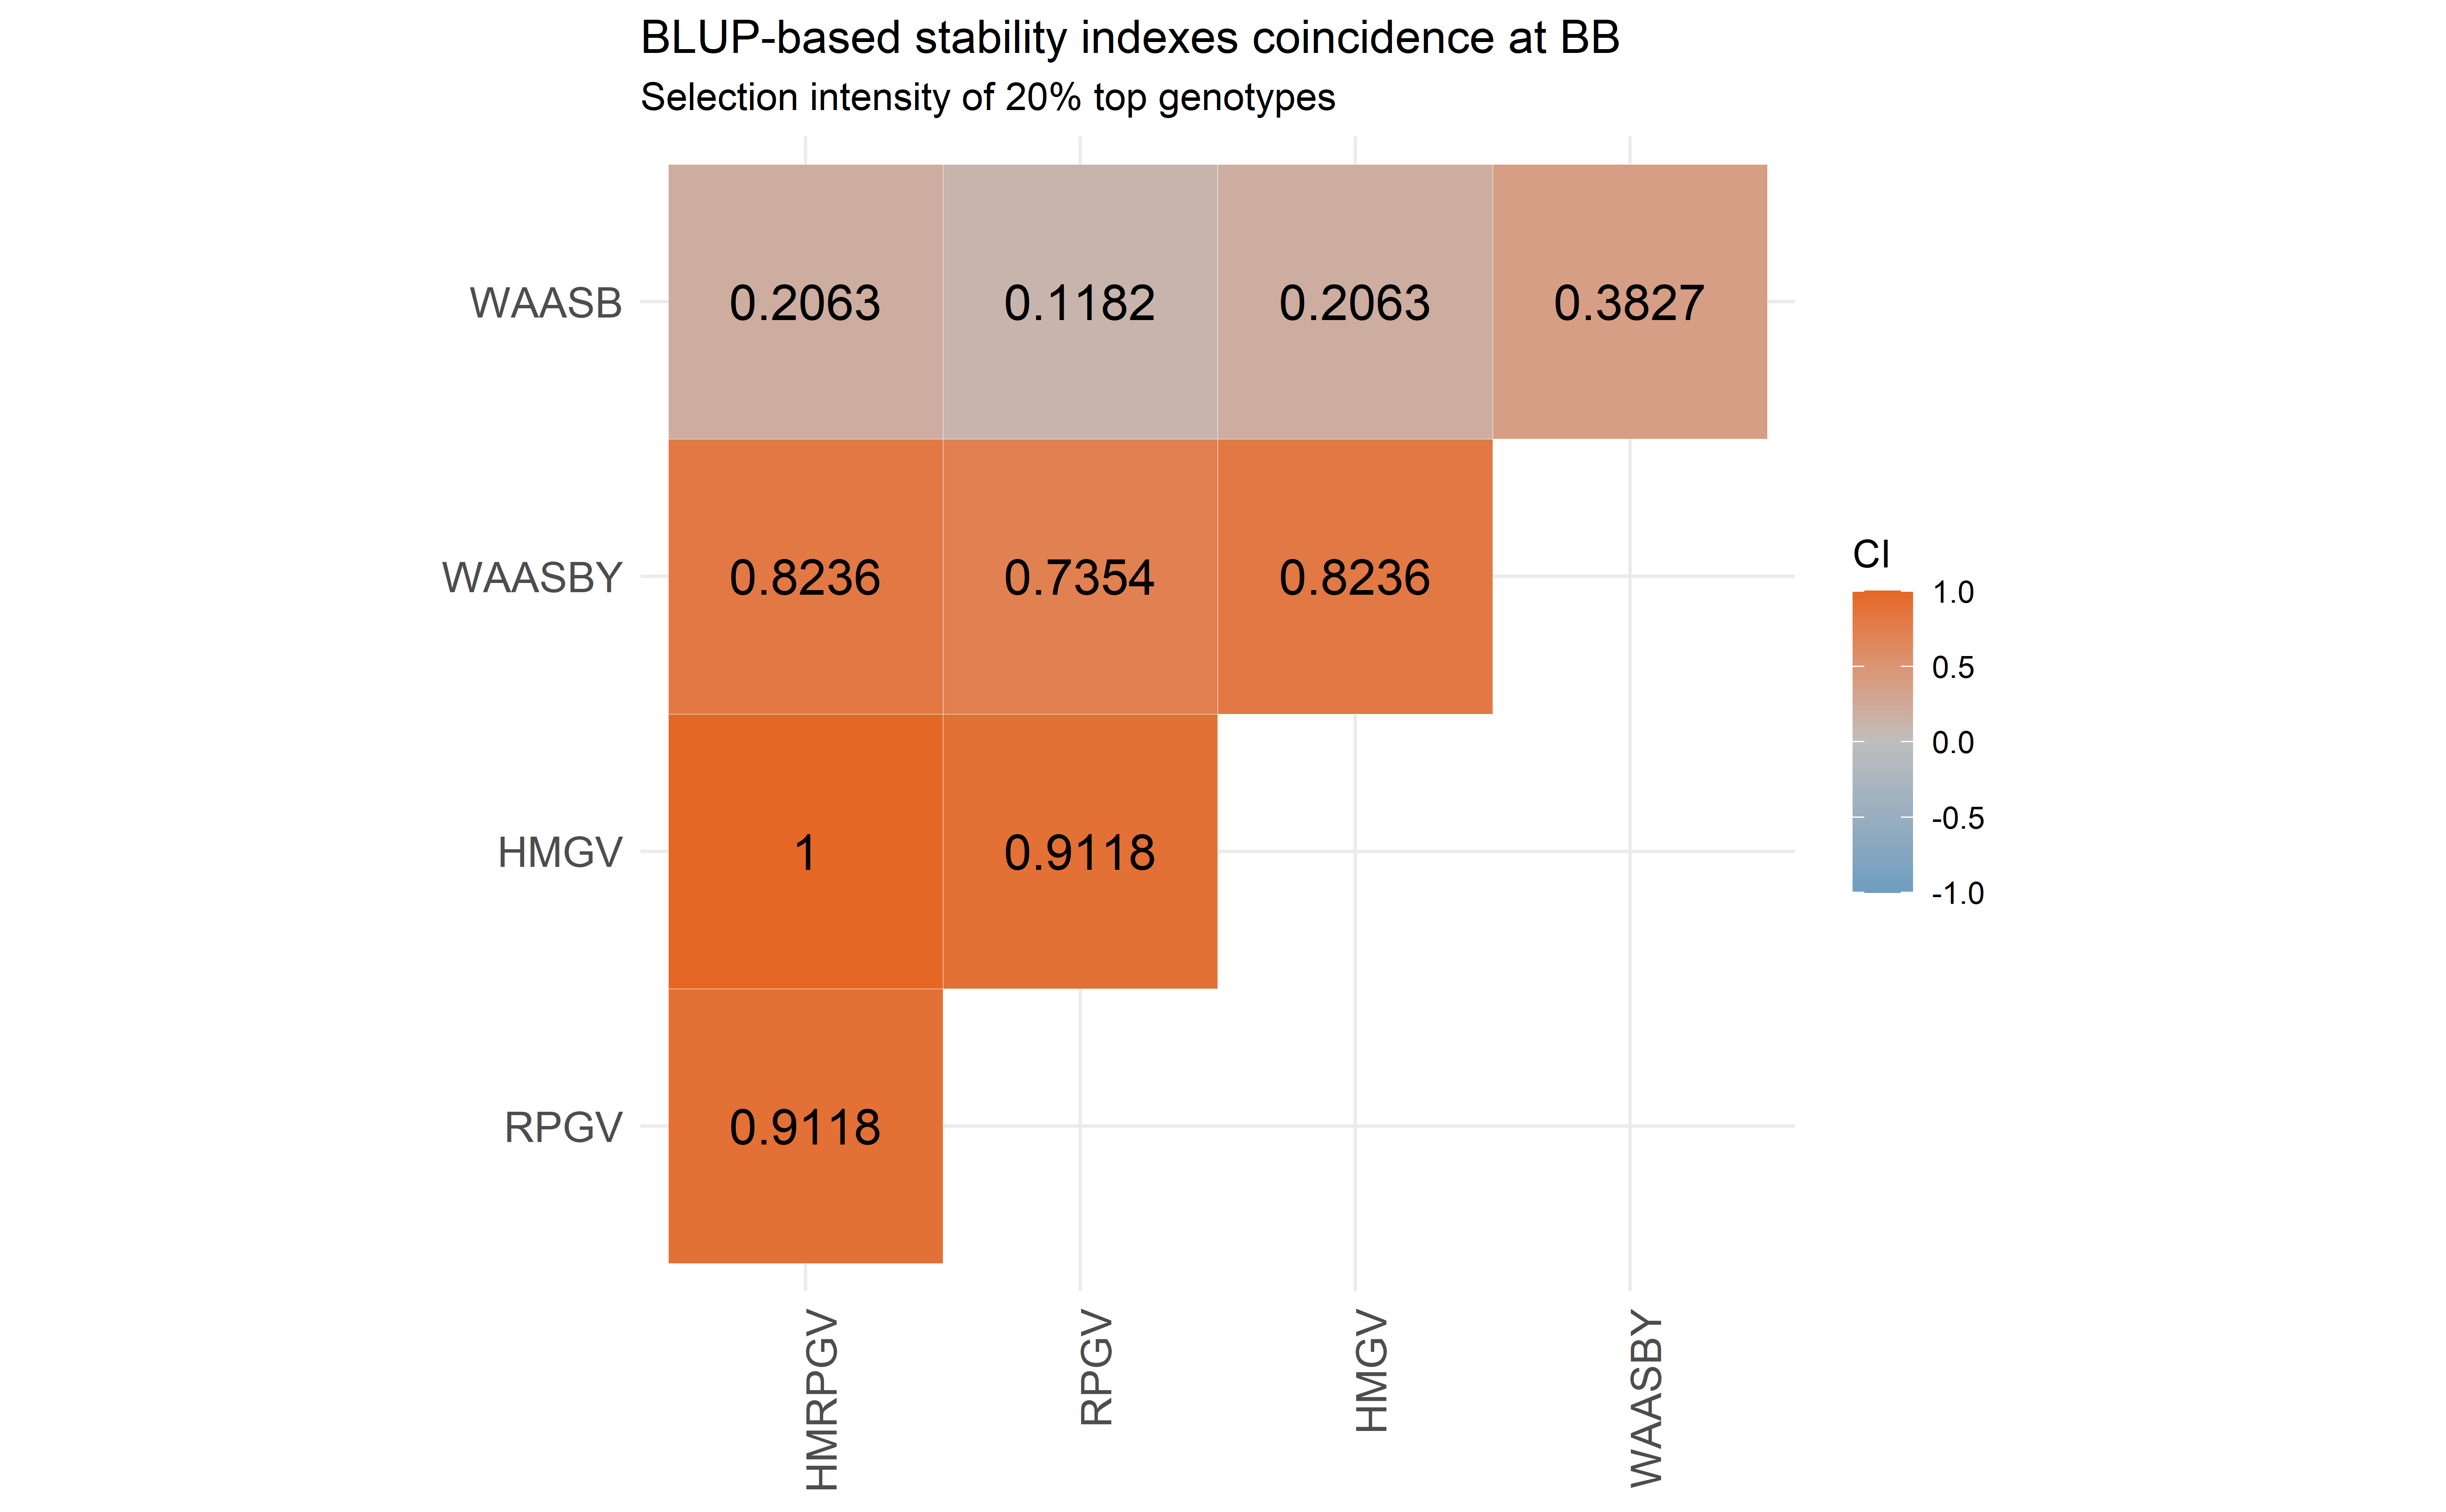 BLUP-based stability indexes coincidence at BB
Selection intensity of 20% top genotypes
WAASB 0.2063 0.1182 0.2063 0.3827
WAASBY 0.8236 0.7354 0.8236
HMGV 1 0.9118
RPGV 0.9118
HMRPGV RPGV HMGV WAASBY
CI
1.0
0.5
0.0
-0.5
-1.0